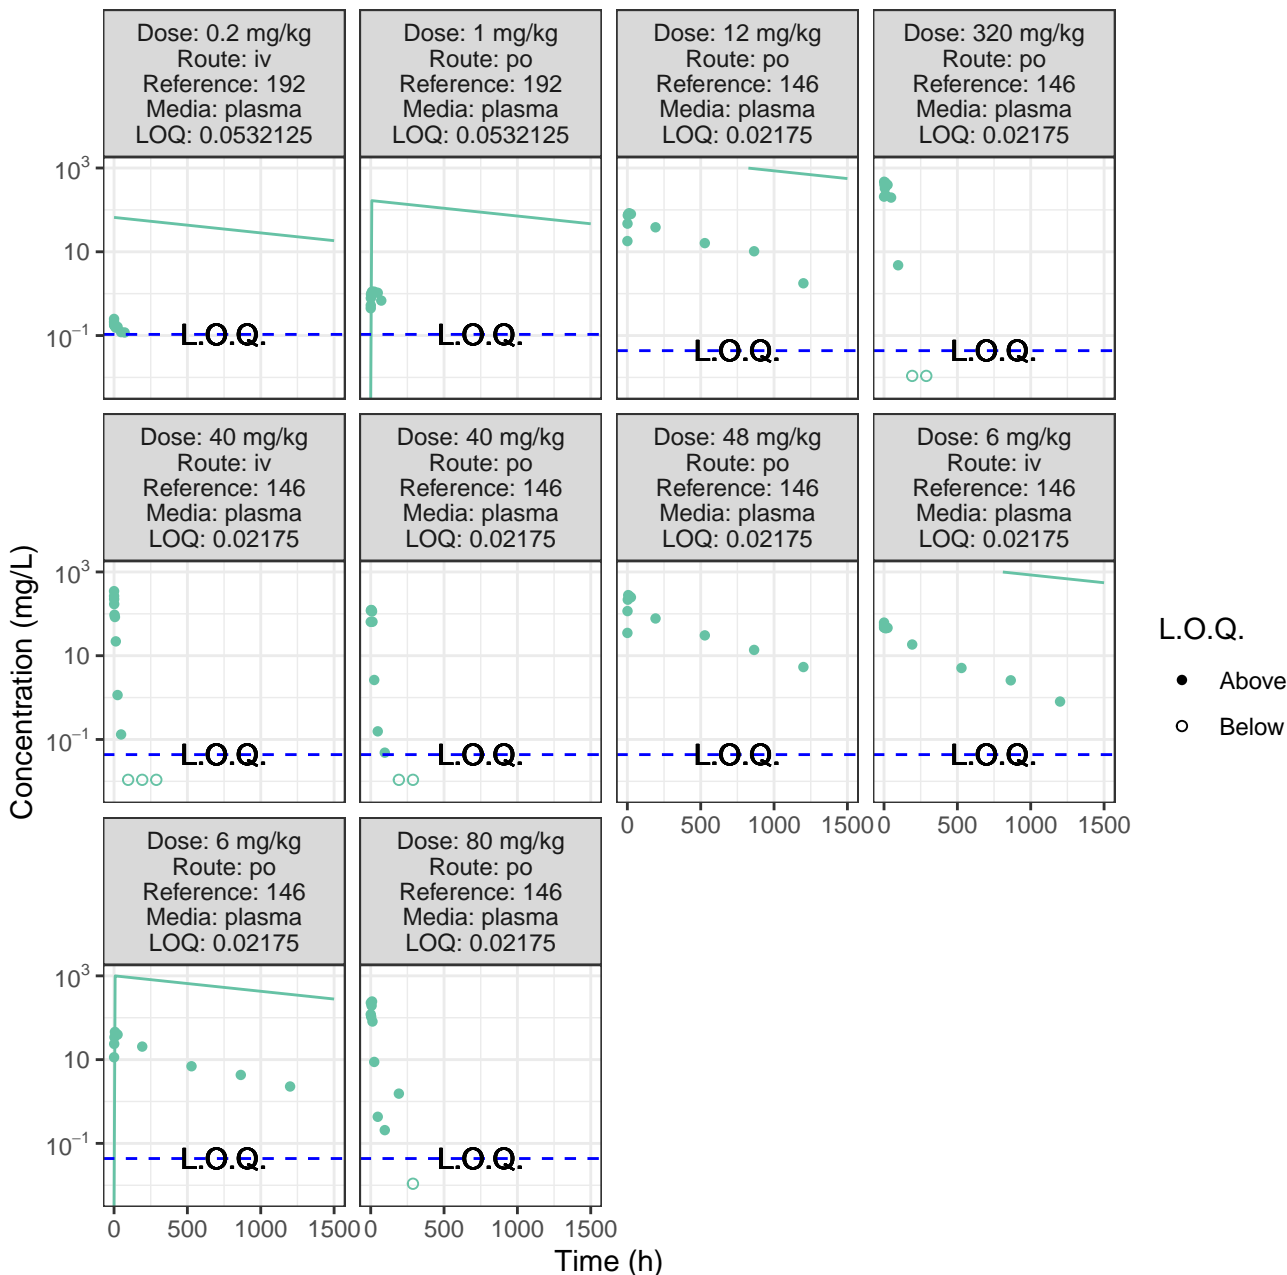 Dose: 0.2 mg/kg
Route: iv
Reference: 192
Media: plasma
LOQ: 0.0532125
Dose: 1 mg/kg
Route: po
Reference: 192
Media: plasma
LOQ: 0.0532125
Dose: 12 mg/kg
Route: po
Reference: 146
Media: plasma
LOQ: 0.02175
Dose: 320 mg/kg
Route: po
Reference: 146
Media: plasma
LOQ: 0.02175
10³
10
10⁻¹
L.O.Q.
L.O.Q.
L.O.Q.
L.O.Q.
Dose: 40 mg/kg
Route: iv
Reference: 146
Media: plasma
LOQ: 0.02175
Dose: 40 mg/kg
Route: po
Reference: 146
Media: plasma
LOQ: 0.02175
Dose: 48 mg/kg
Route: po
Reference: 146
Media: plasma
LOQ: 0.02175
Dose: 6 mg/kg
Route: iv
Reference: 146
Media: plasma
LOQ: 0.02175
10³
10
10⁻¹
L.O.Q.
L.O.Q.
L.O.Q.
L.O.Q.
0 500 1000 1500
0 500 1000 1500
Dose: 6 mg/kg
Route: po
Reference: 146
Media: plasma
LOQ: 0.02175
Dose: 80 mg/kg
Route: po
Reference: 146
Media: plasma
LOQ: 0.02175
10³
10
10⁻¹
L.O.Q.
L.O.Q.
0 500 1000 1500
0 500 1000 1500
Time (h)
Concentration (mg/L)
L.O.Q.
Above
Below